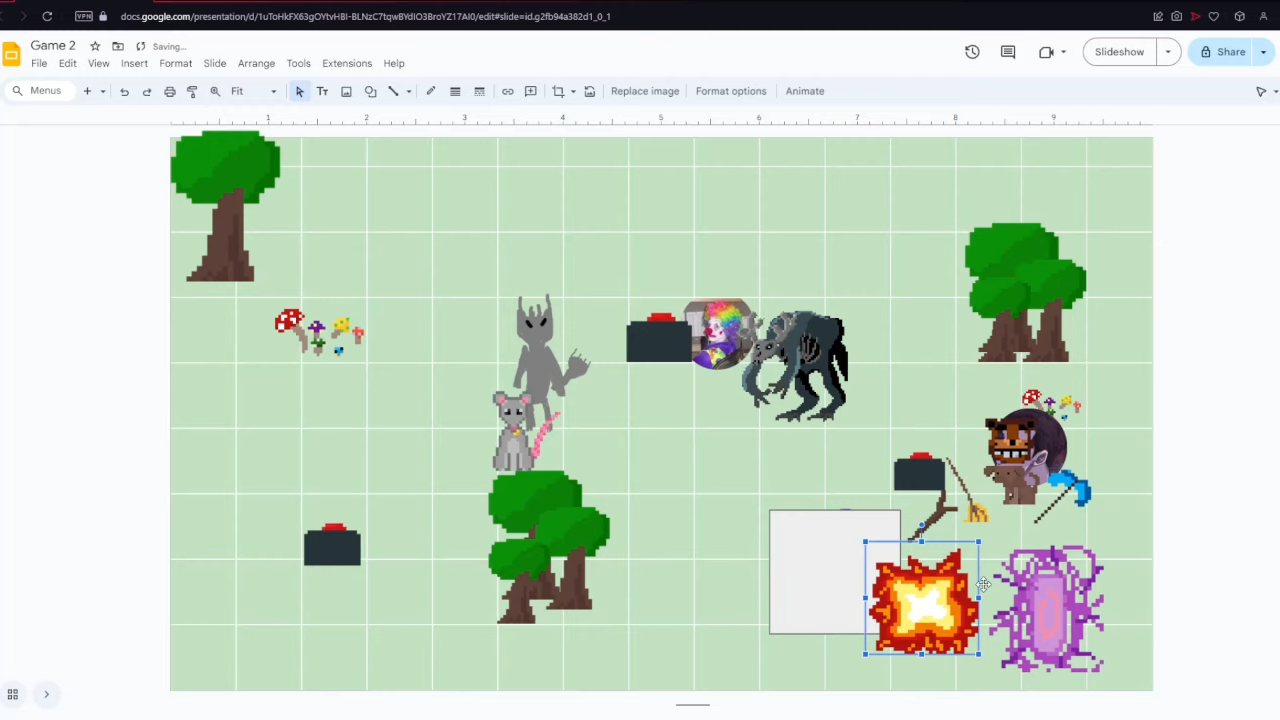 VPN docs.google.com/presentation/d/1uToHkFX63gOYtvHBI-BLNzC7tqwBYdIO3BroYZ17AI0/edit#slide=id.g2fb94a382d1_0_1
Game 2 Saving...
File Edit View Insert Format Slide Arrange Tools Extensions Help
Slideshow Share
Menus Fit Replace image Format options Animate
1 2 3 4 5 6 7 8 9